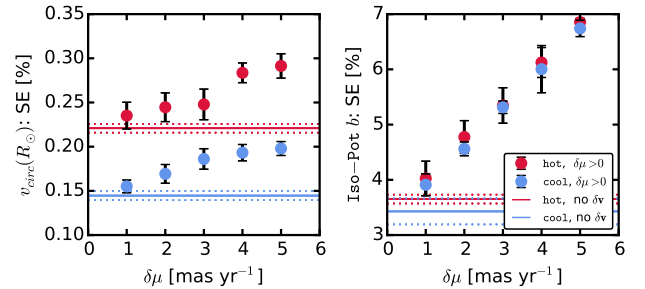 0.35
0.30
0.25
0.20
0.15
0.10
v_circ(R_⊙): SE [%]
0 1 2 3 4 5 6
δμ [mas yr⁻¹]
7
6
5
4
3
Iso-Pot b: SE [%]
hot, δμ>0
cool, δμ>0
hot, no δv
cool, no δv
0 1 2 3 4 5 6
δμ [mas yr⁻¹]